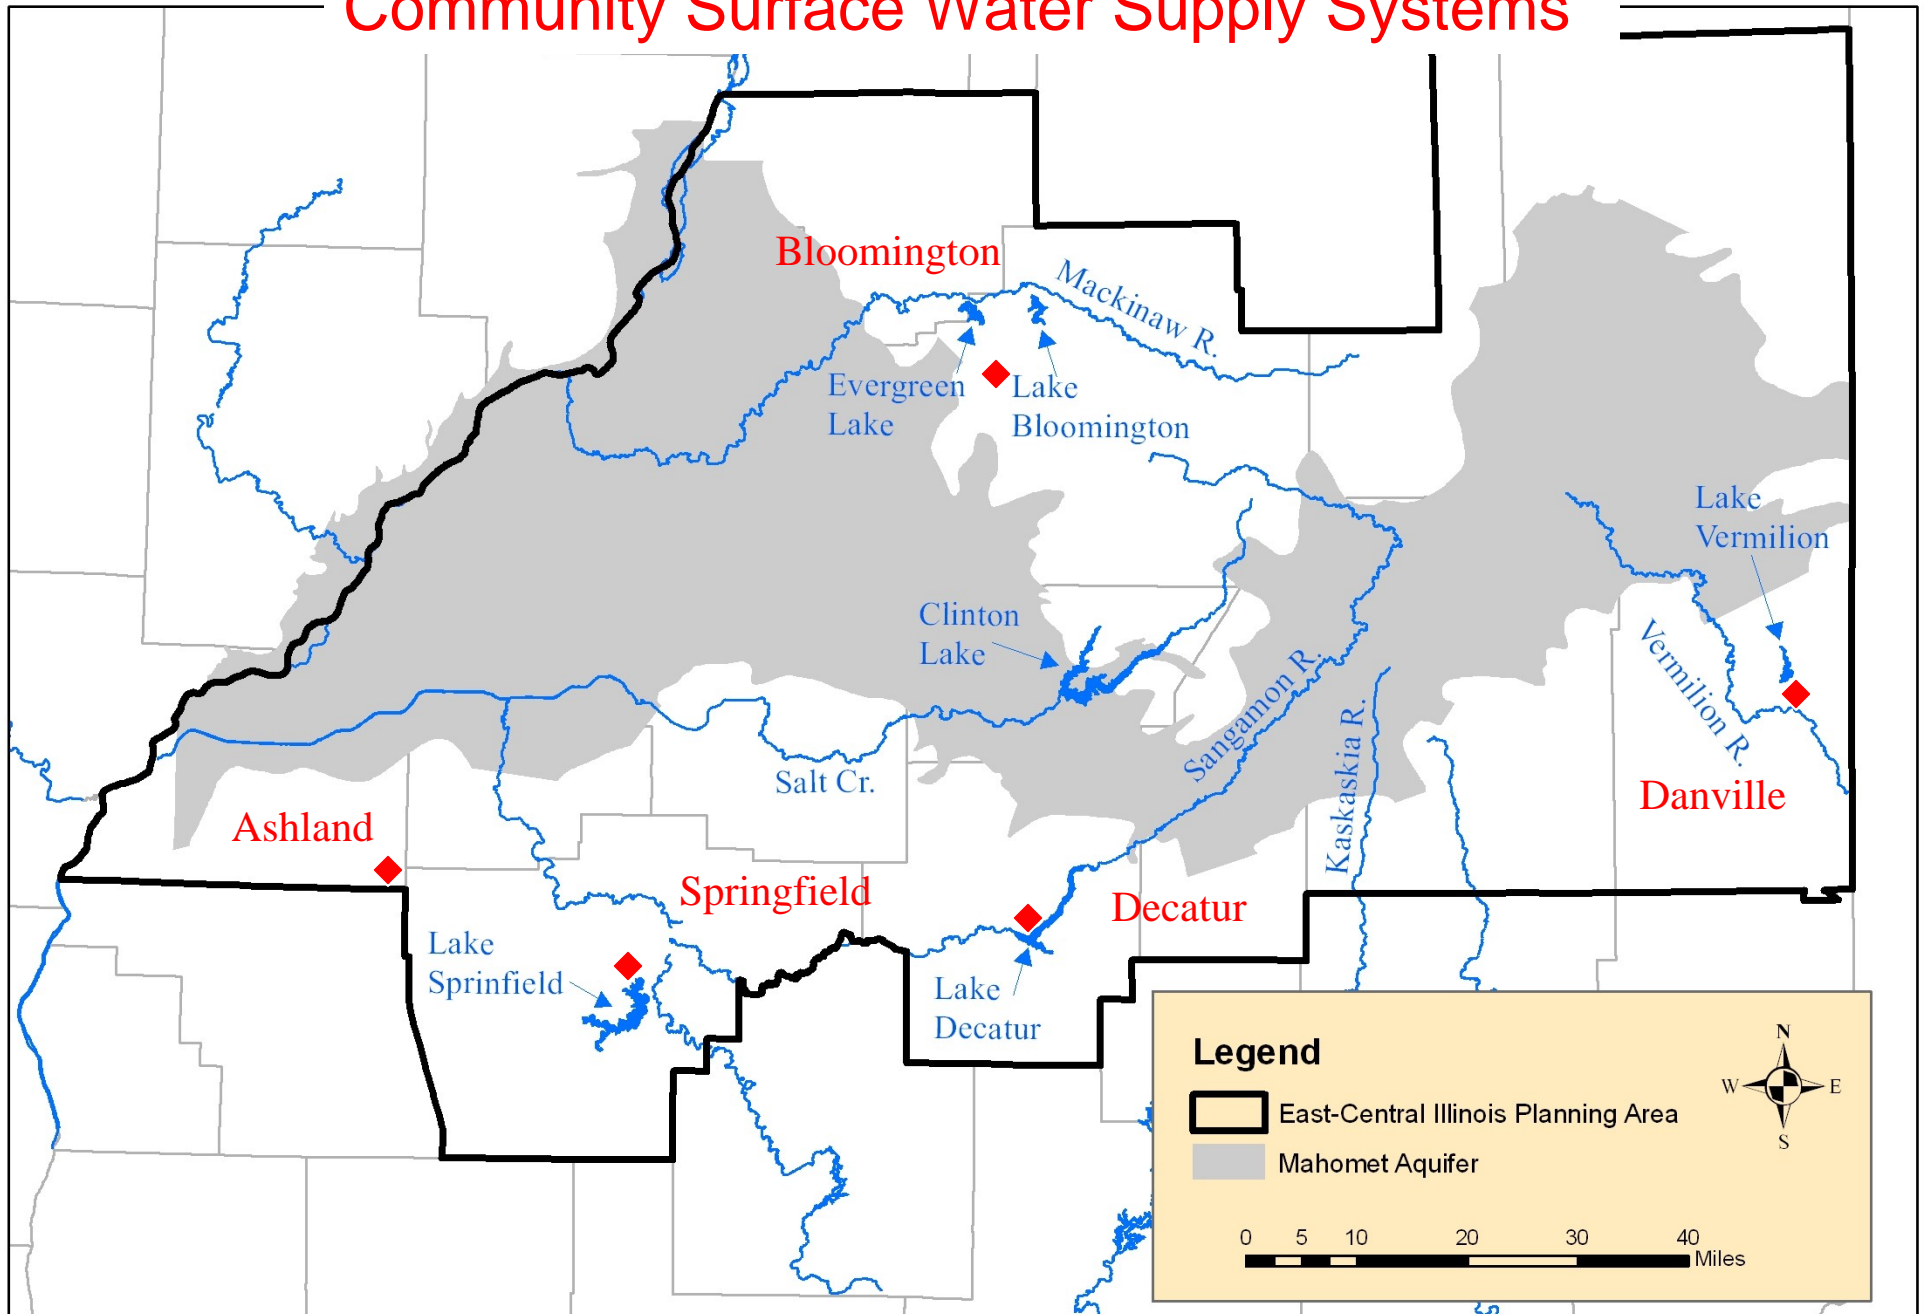 Community Surface Water Supply Systems
Bloomington
Mackinaw R.
Evergreen
Lake
Lake
Bloomington
Lake
Vermilion
Clinton
Lake
Sangamon R.
Vermilion R.
Kaskaskia R.
Salt Cr.
Danville
Ashland
Springfield
Decatur
Lake
Sprinfield
Lake
Decatur
Legend
East-Central Illinois Planning Area
Mahomet Aquifer
N
W E
S
0 5 10 20 30 40
Miles